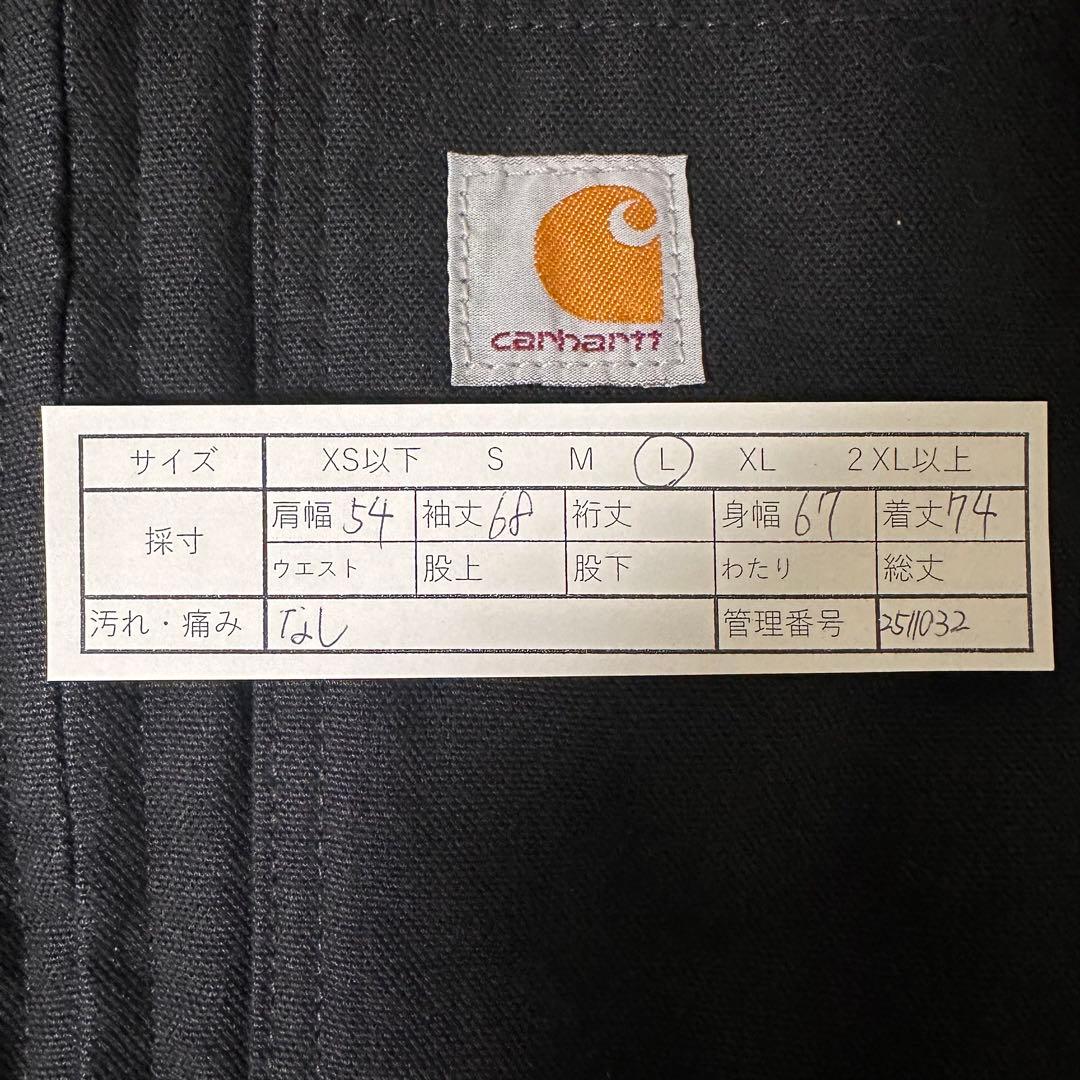 carhartt
サイズ XS以下 S M L XL 2XL以上
採寸 肩幅 54 袖丈 68 裄丈 身幅 67 着丈 74
ウエスト 股上 股下 わたり 総丈
汚れ・痛み なし 管理番号 2511032